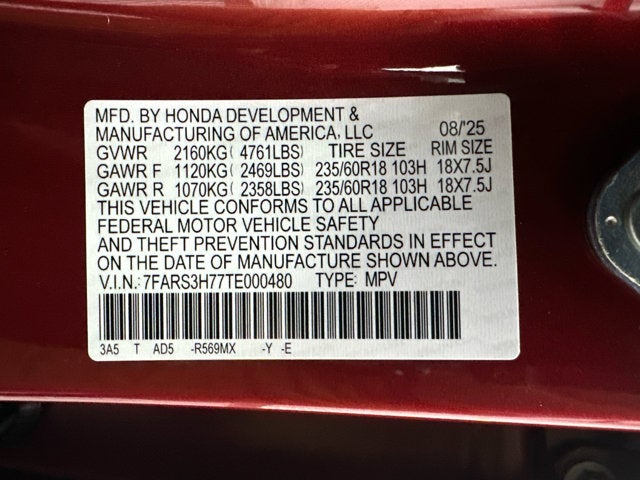 MFD. BY HONDA DEVELOPMENT &
MANUFACTURING OF AMERICA, LLC 08/'25
GVWR 2160KG( 4761LBS) TIRE SIZE RIM SIZE
GAWR F 1120KG( 2469LBS) 235/60R18 103H 18X7.5J
GAWR R 1070KG( 2358LBS) 235/60R18 103H 18X7.5J
THIS VEHICLE CONFORMS TO ALL APPLICABLE
FEDERAL MOTOR VEHICLE SAFETY
AND THEFT PREVENTION STANDARDS IN EFFECT
ON THE DATE OF MANUFACTURE SHOWN ABOVE.
V.I.N.: 7FARS3H77TE000480 TYPE: MPV
3A5 T AD5 -R569MX -Y -E